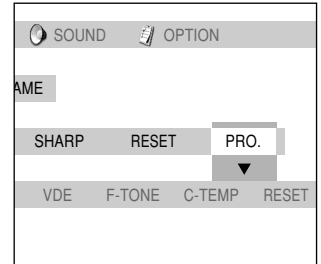 SOUND OPTION
AME
SHARP RESET PRO.
VDE F-TONE C-TEMP RESET